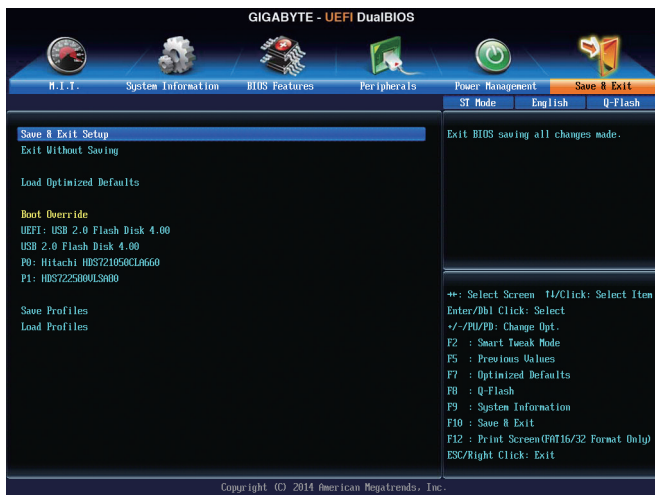 GIGABYTE - UEFI DualBIOS
M.I.T. System Information BIOS Features Peripherals Power Management Save & Exit
ST Mode English Q-Flash
Save & Exit Setup
Exit Without Saving
Load Optimized Defaults
Boot Override
UEFI: USB 2.0 Flash Disk 4.00
USB 2.0 Flash Disk 4.00
P0: Hitachi HDS721050CLA660
P1: HDS722580VLSA80
Save Profiles
Load Profiles
Exit BIOS saving all changes made.
→←: Select Screen ↑↓/Click: Select Item
Enter/Dbl Click: Select
+/-/PU/PD: Change Opt.
F2 : Smart Tweak Mode
F5 : Previous Values
F7 : Optimized Defaults
F8 : Q-Flash
F9 : System Information
F10 : Save & Exit
F12 : Print Screen(FAT16/32 Format Only)
ESC/Right Click: Exit
Copyright (C) 2014 American Megatrends, Inc.